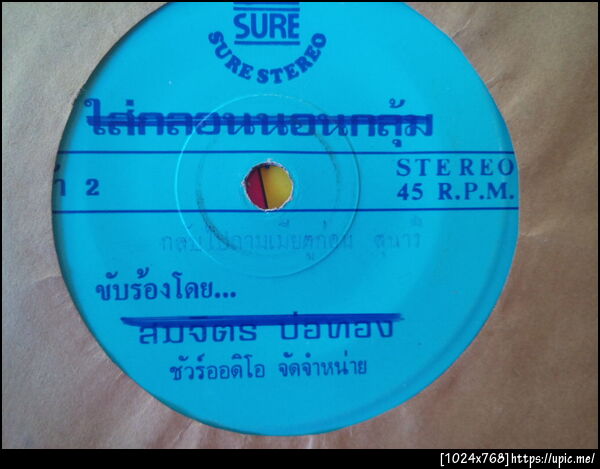 SURE
SURE STEREO
ใส่กลอนนอนกลุ้ม
2
STEREO
45 R.P.M.
ขับร้องโดย...
สมจิตร บ่อทอง
ชัวร์ออดิโอ จัดจำหน่าย
[1024x768]https://upic.me/